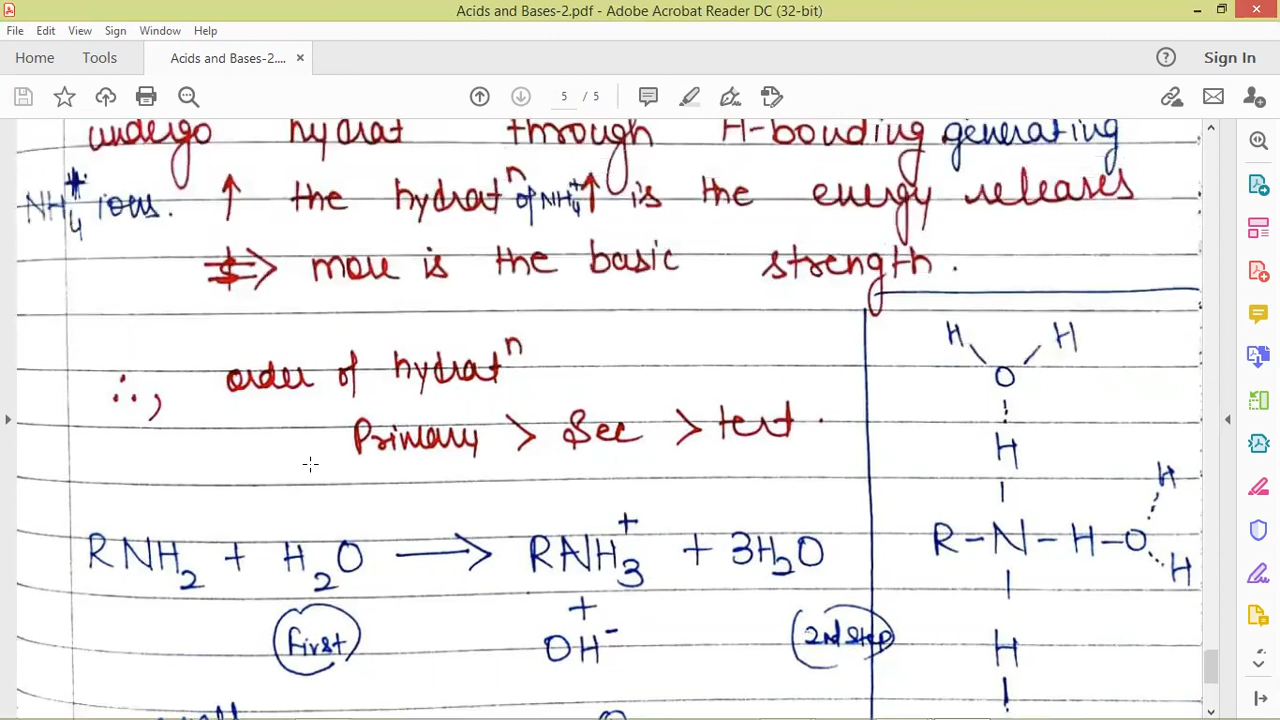 Acids and Bases-2.pdf - Adobe Acrobat Reader DC (32-bit)
File Edit View Sign Window Help
Home Tools Acids and Bases-2.... × Sign In
5 / 5
undergo hydratⁿ through H-bonding generating
NH₄⁺ ions. ↑ the hydratⁿ of NH₄⁺ ↑ is the energy releases
⇒ more is the basic strength.
∴, order of hydratⁿ
Primary > Sec > tert.
RNH₂ + H₂O → RNH₃⁺ + 3H₂O
+
OH⁻
First
2nd Step
H H
O
H
R-N-H-O
H
H
H